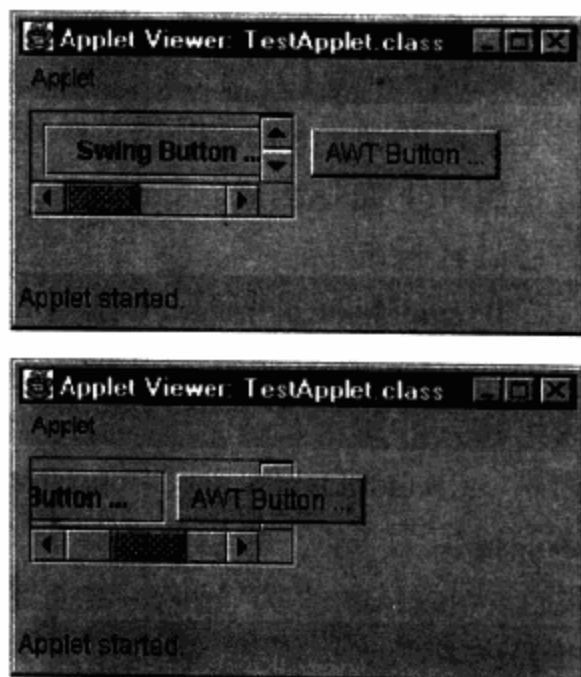 Applet Viewer: TestApplet.class
Applet
Swing Button ... AWT Button ...
Applet started.
Applet Viewer: TestApplet.class
Applet
Button ... AWT Button ...
Applet started.